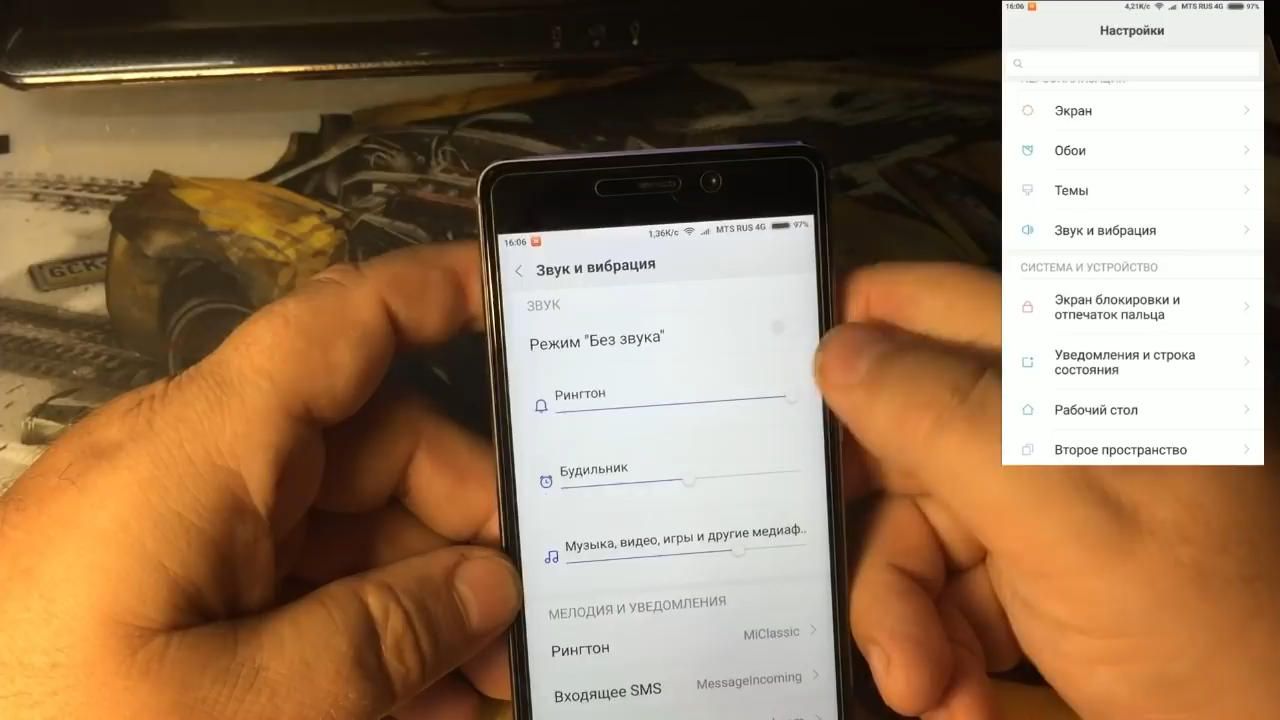 16:06
1,36К/с MTS RUS 4G 97%
Звук и вибрация
ЗВУК
Режим "Без звука"
Рингтон
Будильник
Музыка, видео, игры и другие медиаф..
МЕЛОДИЯ И УВЕДОМЛЕНИЯ
Рингтон MiClassic
Входящее SMS MessageIncoming
GCK
16:06 4,21К/с MTS RUS 4G 97%
Настройки
Экран
Обои
Темы
Звук и вибрация
СИСТЕМА И УСТРОЙСТВО
Экран блокировки и
отпечаток пальца
Уведомления и строка
состояния
Рабочий стол
Второе пространство